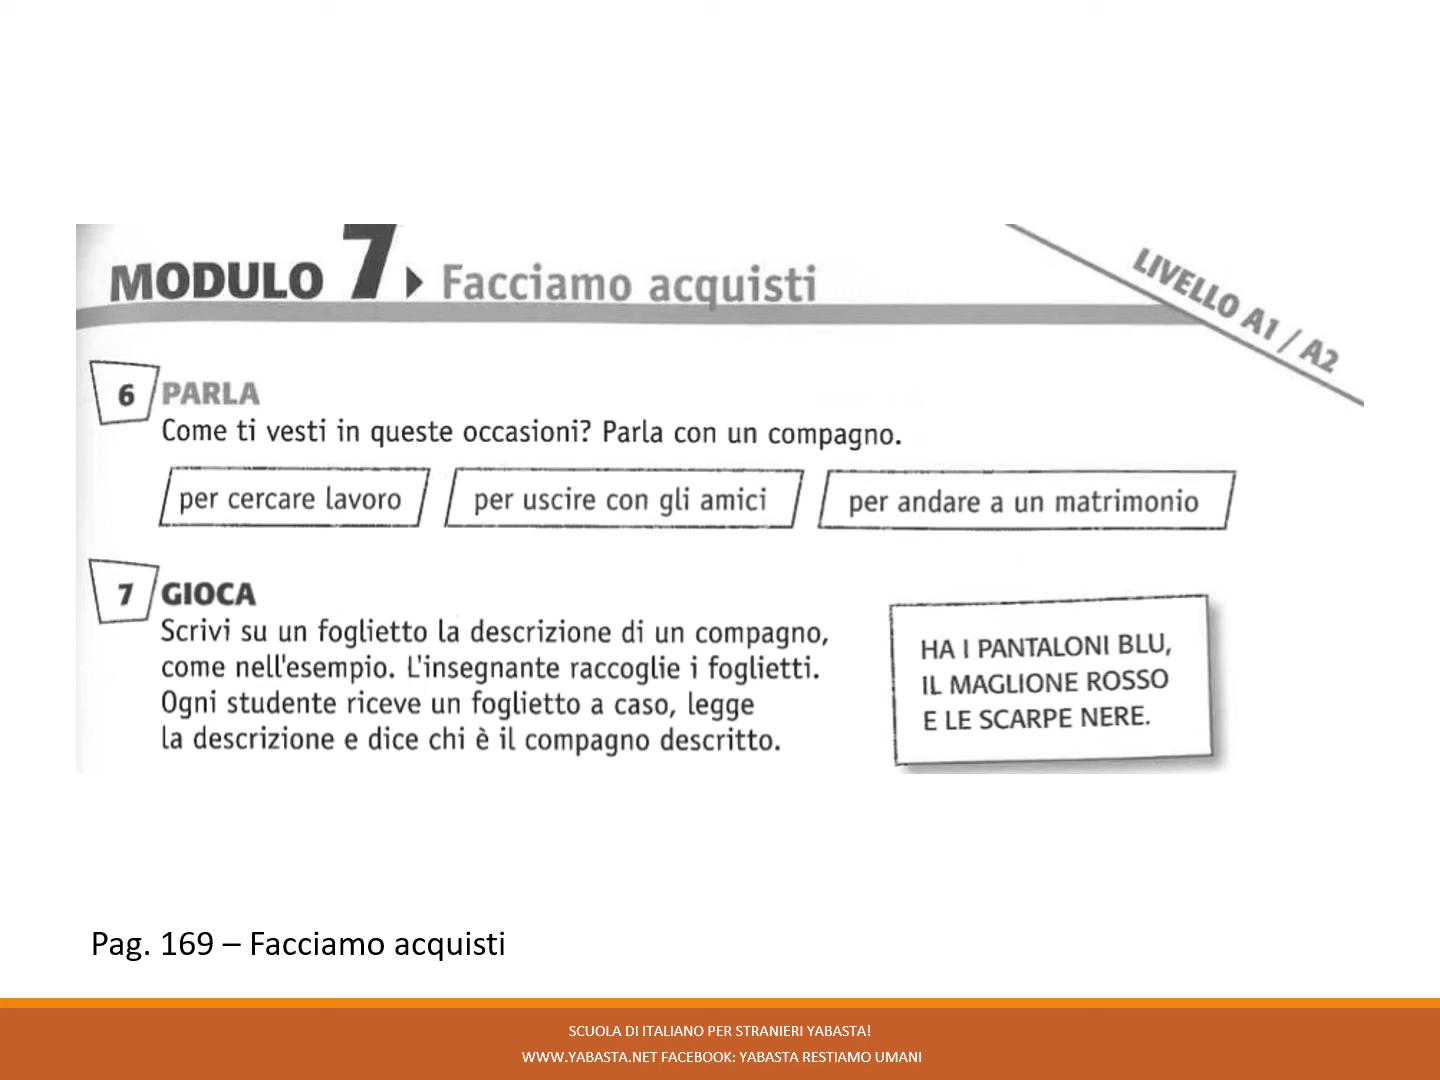 MODULO 7 ▸ Facciamo acquisti
LIVELLO A1 / A2
6 PARLA
Come ti vesti in queste occasioni? Parla con un compagno.
per cercare lavoro
per uscire con gli amici
per andare a un matrimonio
7 GIOCA
Scrivi su un foglietto la descrizione di un compagno,
come nell'esempio. L'insegnante raccoglie i foglietti.
Ogni studente riceve un foglietto a caso, legge
la descrizione e dice chi è il compagno descritto.
HA I PANTALONI BLU,
IL MAGLIONE ROSSO
E LE SCARPE NERE.
Pag. 169 – Facciamo acquisti
SCUOLA DI ITALIANO PER STRANIERI YABASTA!
WWW.YABASTA.NET FACEBOOK: YABASTA RESTIAMO UMANI